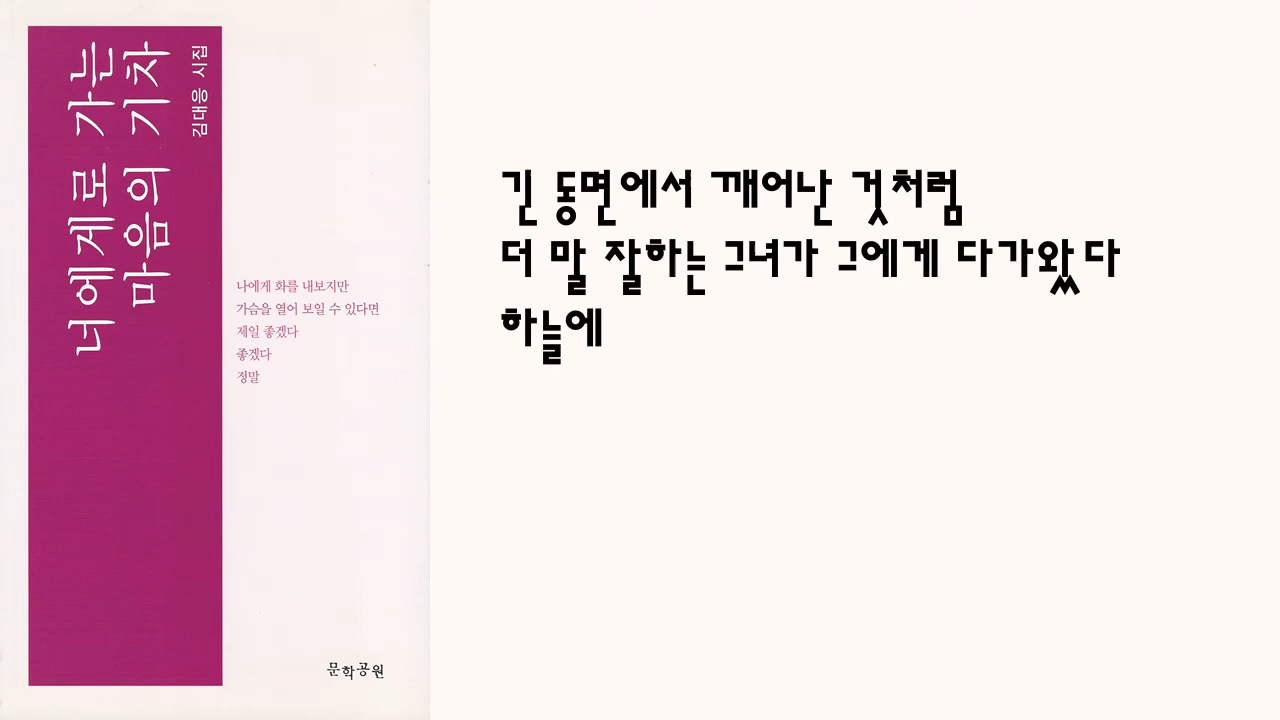 너에게로 가는
마음의 기차
김대응 시집
나에게 화를 내보지만
가슴을 열어 보일 수 있다면
제일 좋겠다
좋겠다
정말
문학공원
긴 동면에서 깨어난 것처럼
더 말 잘하는 그녀가 그에게 다가왔다
하늘에